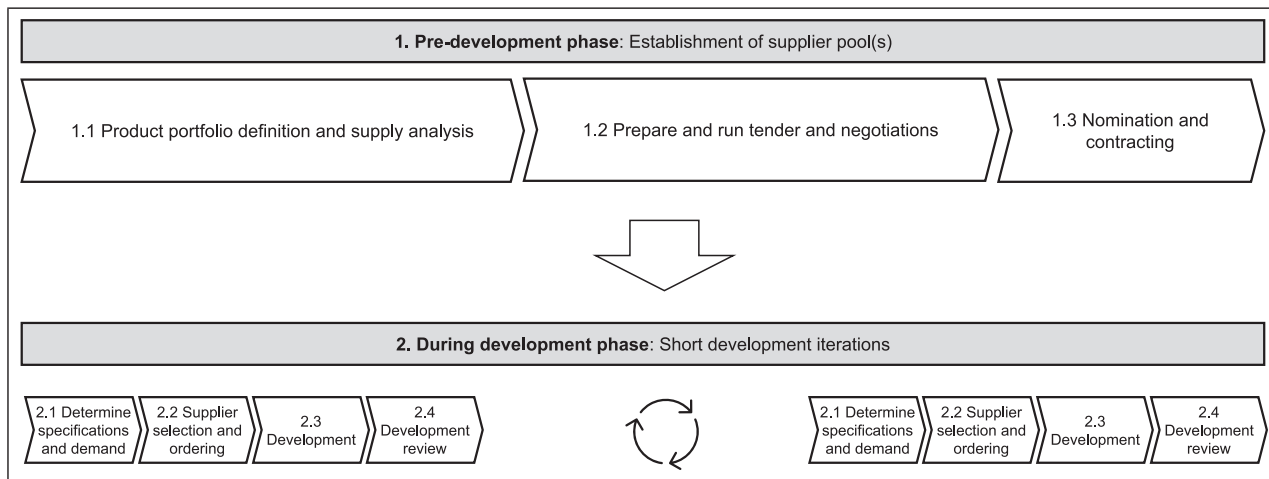 1. Pre-development phase: Establishment of supplier pool(s)
1.1 Product portfolio definition and supply analysis
1.2 Prepare and run tender and negotiations
1.3 Nomination and
contracting
2. During development phase: Short development iterations
2.1 Determine
specifications
and demand
2.2 Supplier
selection and
ordering
2.3
Development
2.4
Development
review
2.1 Determine
specifications
and demand
2.2 Supplier
selection and
ordering
2.3
Development
2.4
Development
review